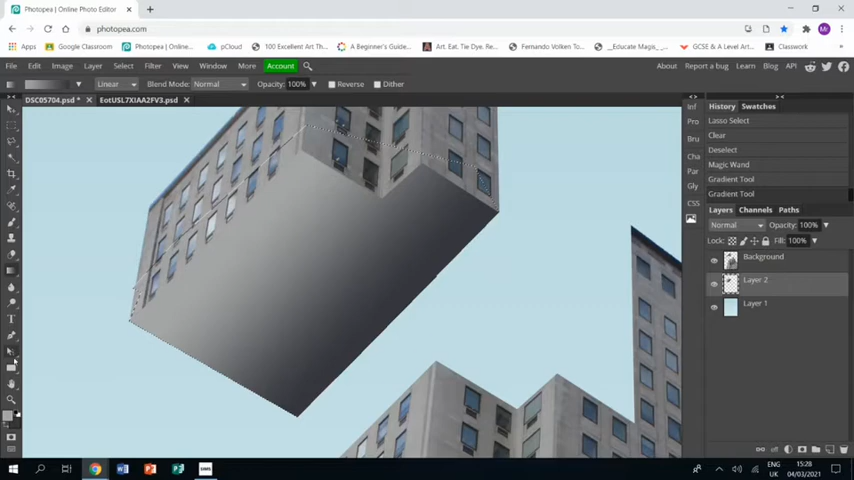 Photopea | Online Photo Editor
photopea.com
Apps
Google Classroom
Photopea | Online P
pCloud
100 Excellent Art Th
A Beginner's Guide
Art. Eat. Tie Dye. Re
Fernando Volken To
__Educate Magis_ -
GCSE & A Level Art
Classwork
File Edit Image Layer Select Filter View Window More Account
About Report a bug Learn Blog API
Linear Blend Mode: Normal Opacity: 100% Reverse Dither
DSC05704.psd * EotUSL7XIAA2FV3.psd
Inf
Pro
Bru
Cha
Par
Gly
CSS
History Swatches
Lasso Select
Clear
Deselect
Magic Wand
Gradient Tool
Gradient Tool
Layers Channels Paths
Normal Opacity: 100%
Lock: Fill: 100%
Background
Layer 2
Layer 1
ENG
UK
15:28
04/03/2021